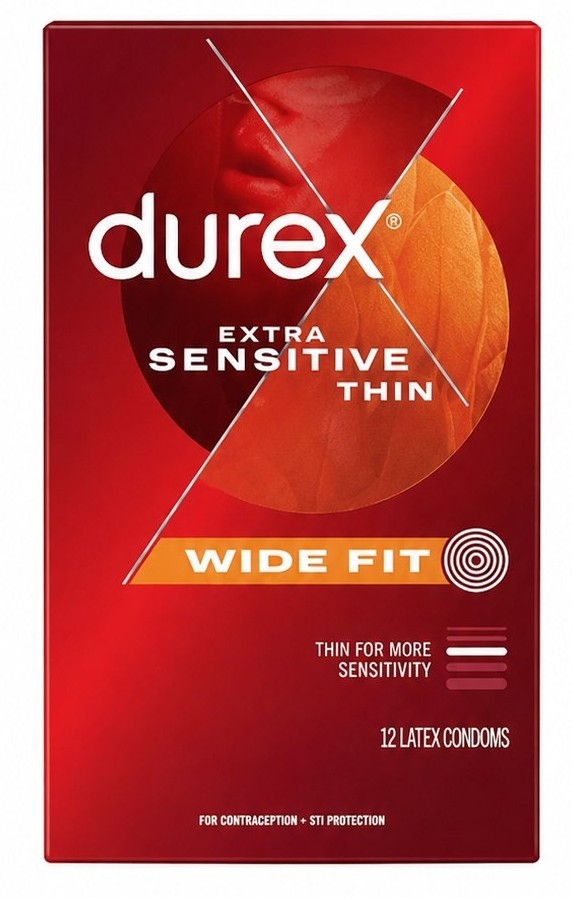 durex®
EXTRA
SENSITIVE
THIN
WIDE FIT
THIN FOR MORE
SENSITIVITY
12 LATEX CONDOMS
FOR CONTRACEPTION + STI PROTECTION